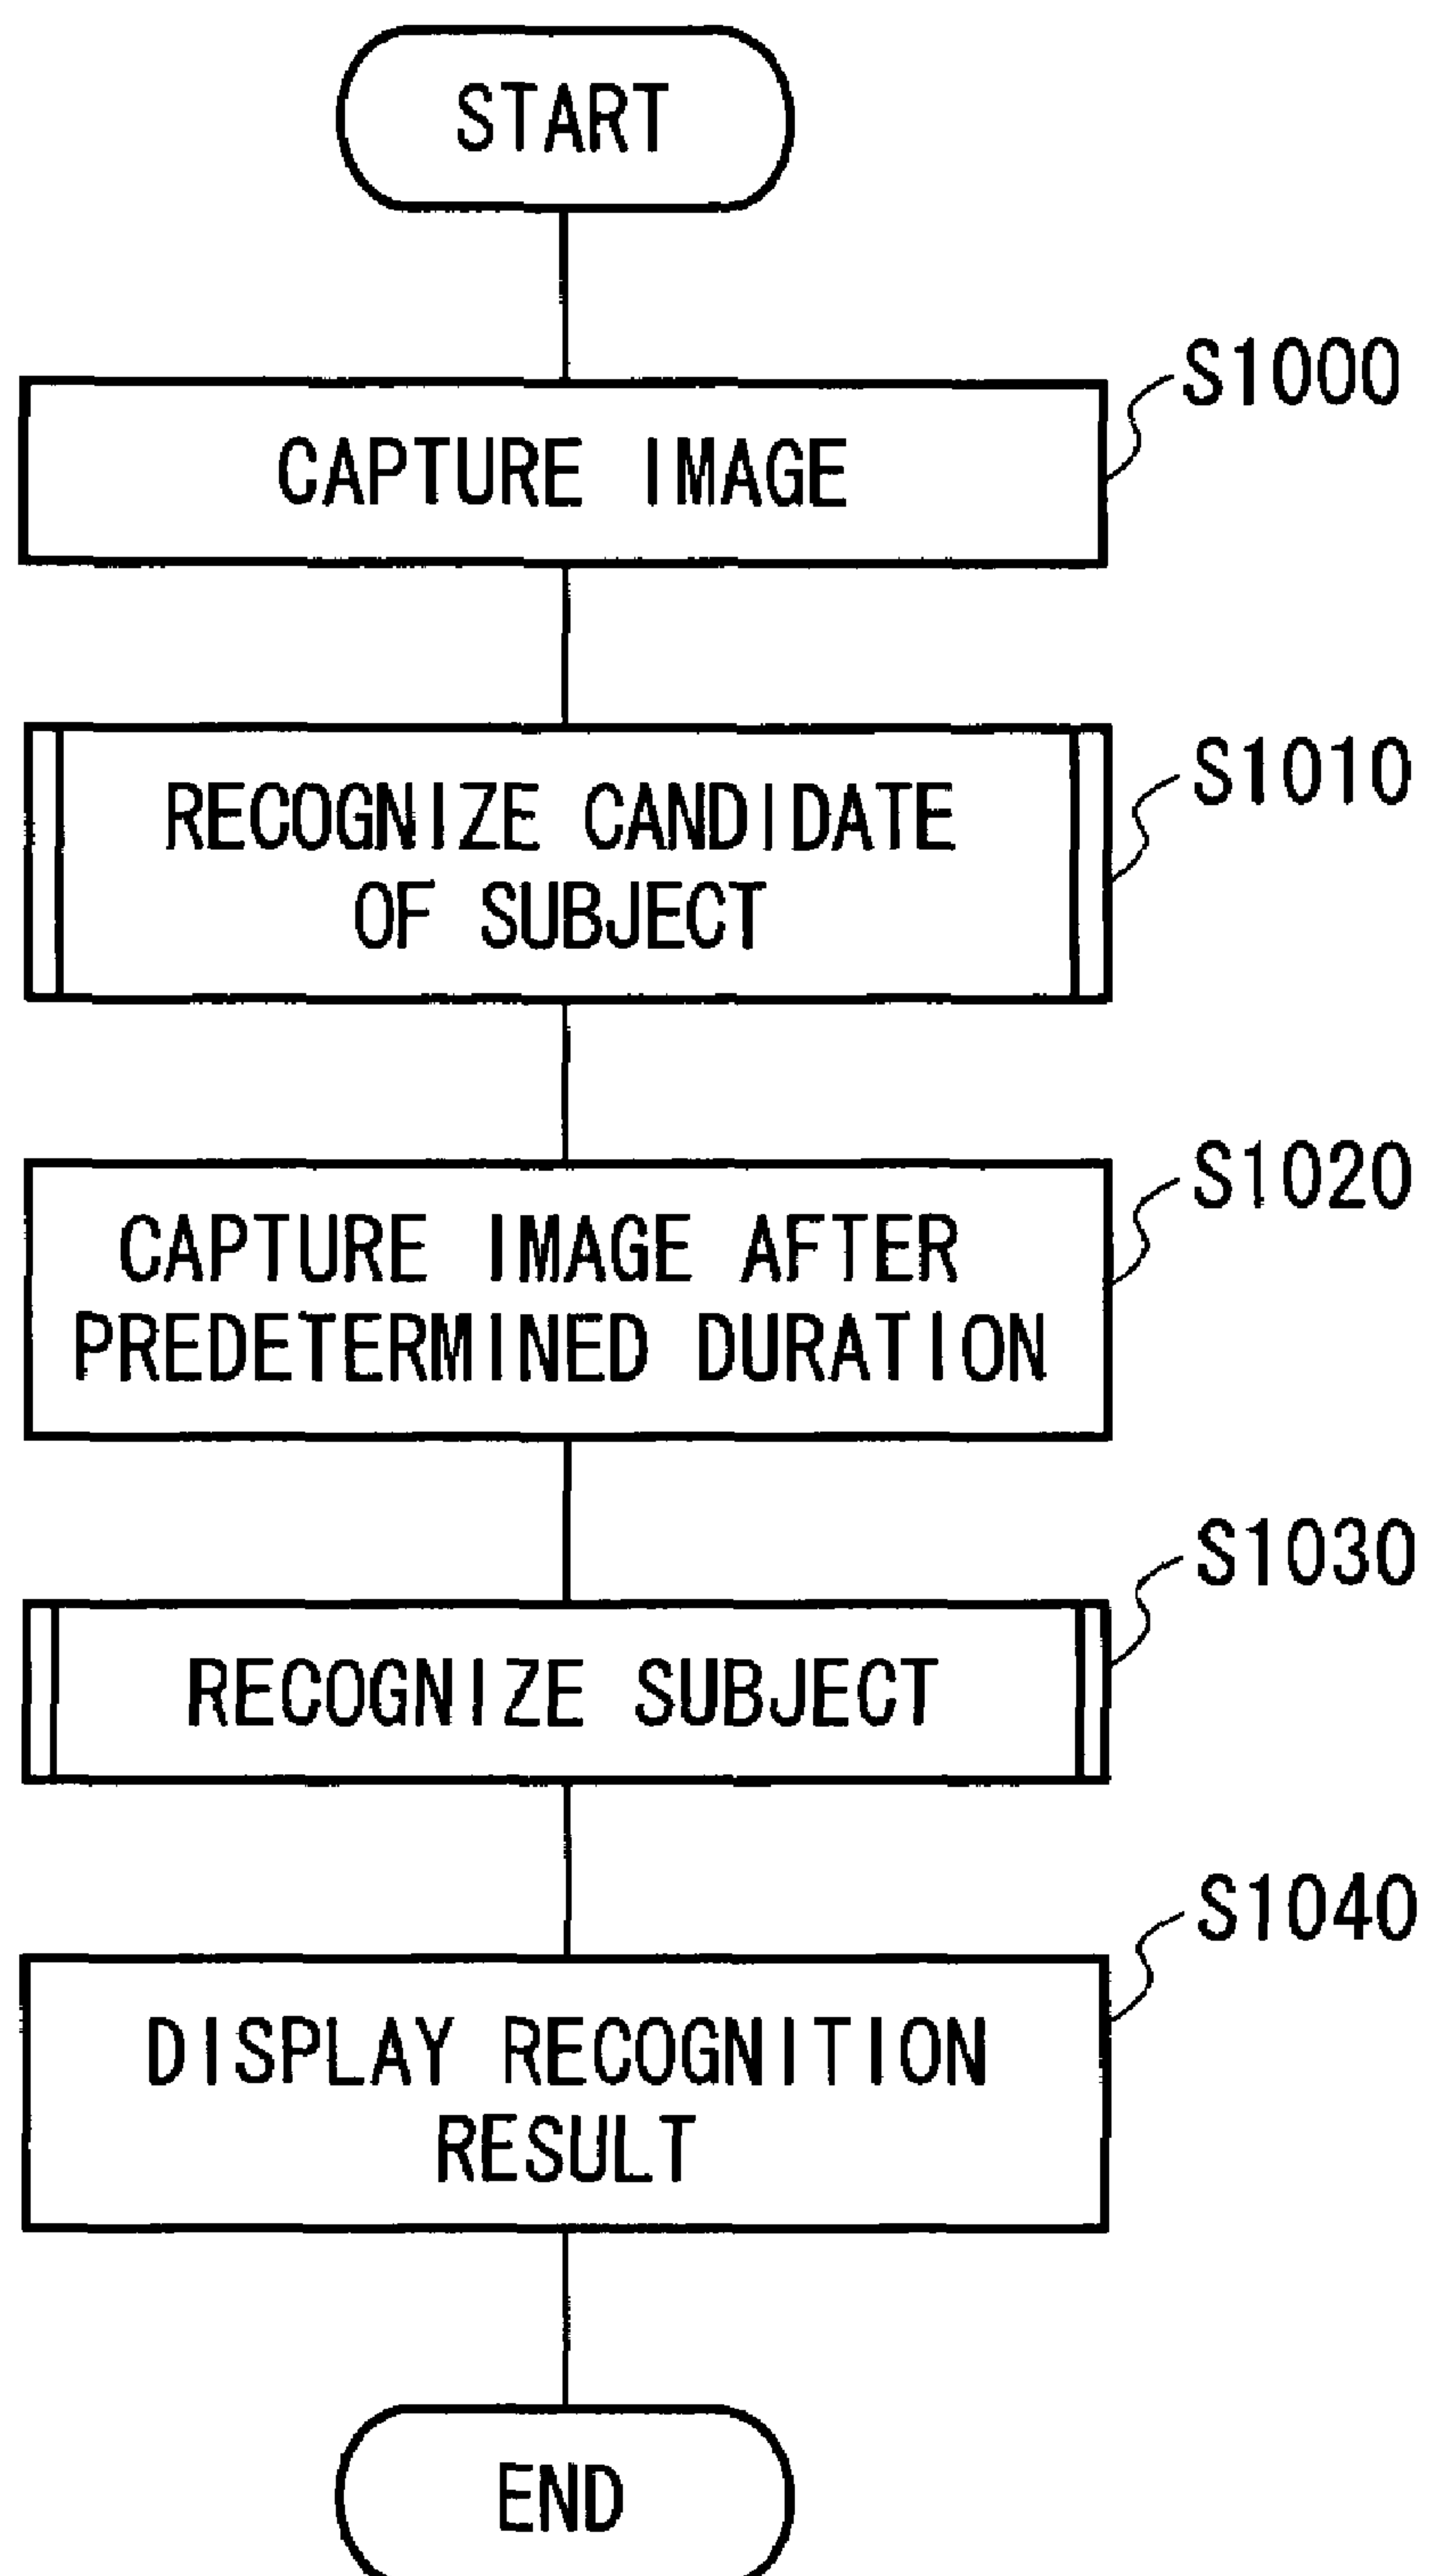 START
S1000
CAPTURE IMAGE
S1010
RECOGNIZE CANDIDATE
OF SUBJECT
S1020
CAPTURE IMAGE AFTER
PREDETERMINED DURATION
S1030
RECOGNIZE SUBJECT
S1040
DISPLAY RECOGNITION
RESULT
END